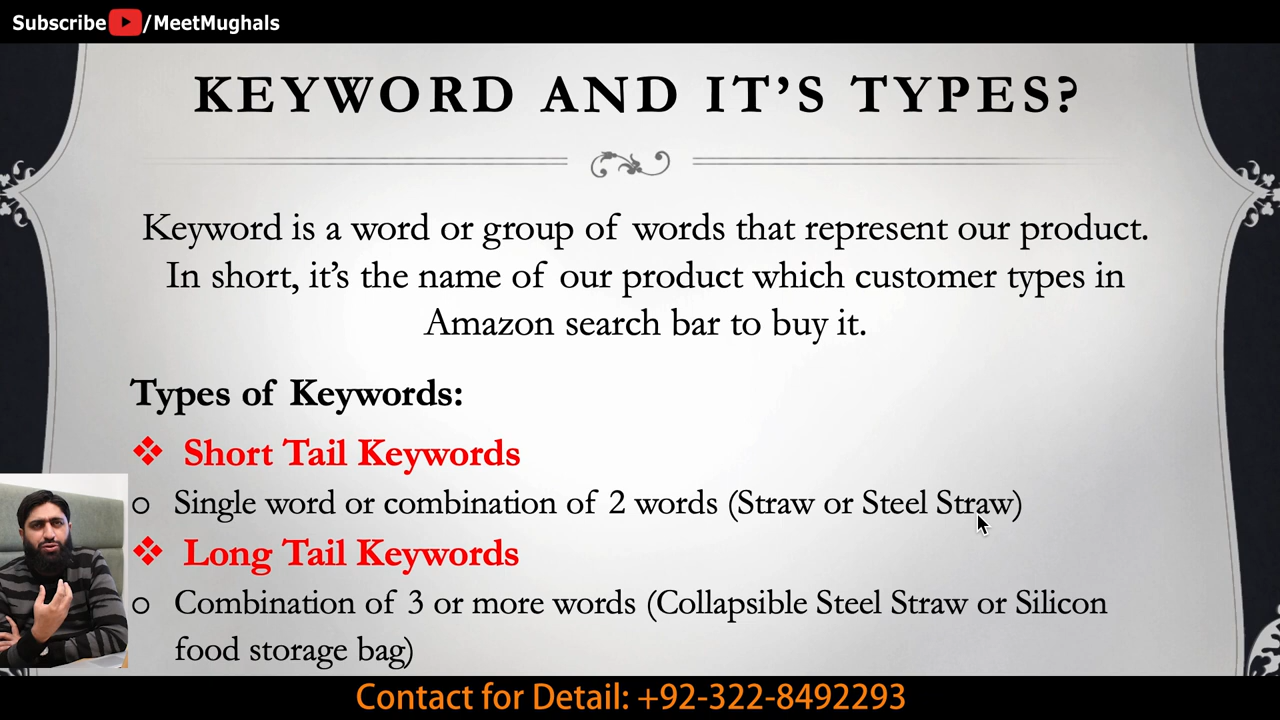 Subscribe /MeetMughals
KEYWORD AND IT'S TYPES?
Keyword is a word or group of words that represent our product.
In short, it's the name of our product which customer types in
Amazon search bar to buy it.
Types of Keywords:
❖ Short Tail Keywords
o Single word or combination of 2 words (Straw or Steel Straw)
❖ Long Tail Keywords
o Combination of 3 or more words (Collapsible Steel Straw or Silicon
food storage bag)
Contact for Detail: +92-322-8492293